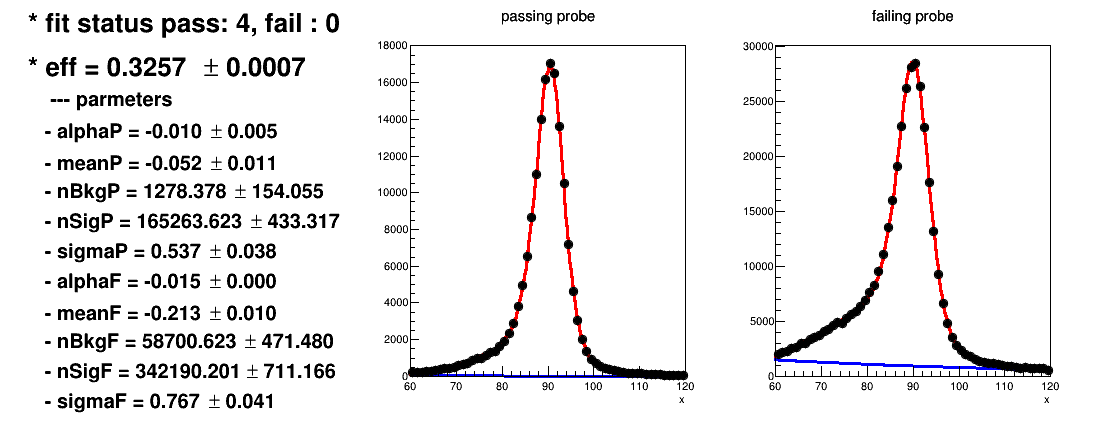 * fit status pass: 4, fail : 0
* eff = 0.3257 ± 0.0007
--- parmeters
- alphaP = -0.010 ± 0.005
- meanP = -0.052 ± 0.011
- nBkgP = 1278.378 ± 154.055
- nSigP = 165263.623 ± 433.317
- sigmaP = 0.537 ± 0.038
- alphaF = -0.015 ± 0.000
- meanF = -0.213 ± 0.010
- nBkgF = 58700.623 ± 471.480
- nSigF = 342190.201 ± 711.166
- sigmaF = 0.767 ± 0.041
passing probe
18000
16000
14000
12000
10000
8000
6000
4000
2000
0
60 70 80 90 100 110 120
x
failing probe
30000
25000
20000
15000
10000
5000
0
60 70 80 90 100 110 120
x